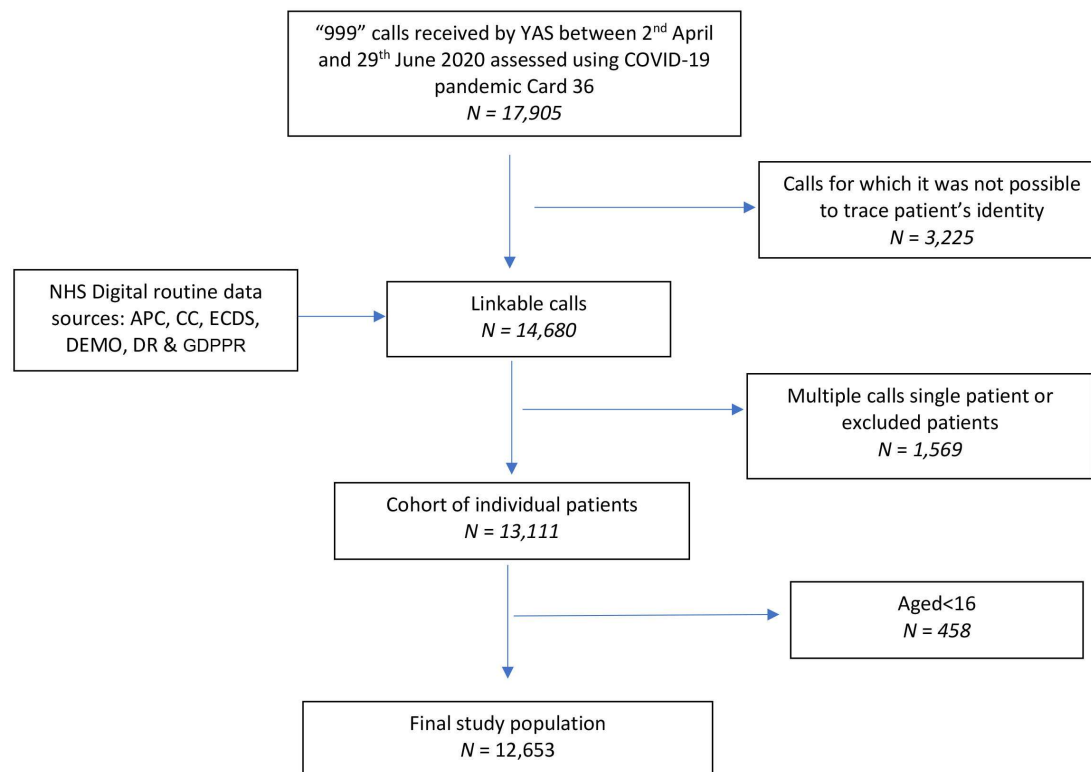 “999” calls received by YAS between 2nd April
and 29th June 2020 assessed using COVID-19
pandemic Card 36
N = 17,905
Calls for which it was not possible
to trace patient’s identity
N = 3,225
NHS Digital routine data
sources: APC, CC, ECDS,
DEMO, DR & GDPPR
Linkable calls
N = 14,680
Multiple calls single patient or
excluded patients
N = 1,569
Cohort of individual patients
N = 13,111
Aged<16
N = 458
Final study population
N = 12,653